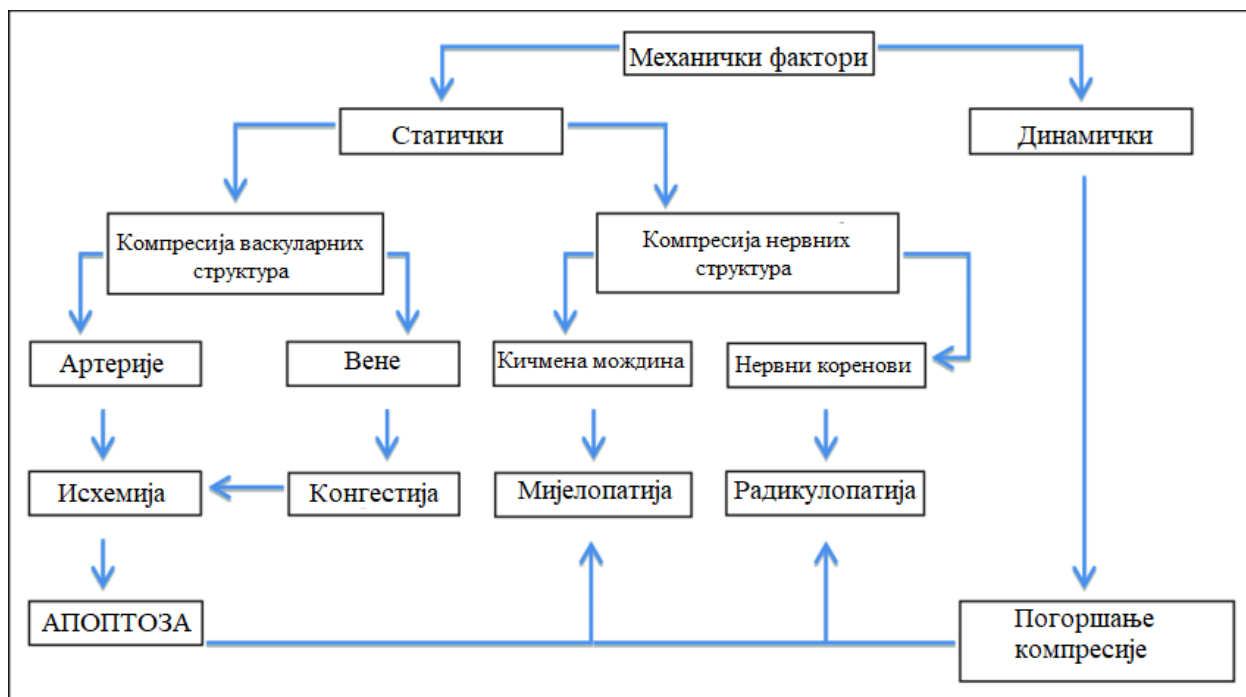 Механички фактори
Статички
Динамички
Компресија васкуларних
структура
Компресија нервних
структура
Артерије
Вене
Кичмена мождина
Нервни коренови
Исхемија
Конгестија
Мијелопатија
Радикулопатија
АПОПТОЗА
Погоршање
компресије